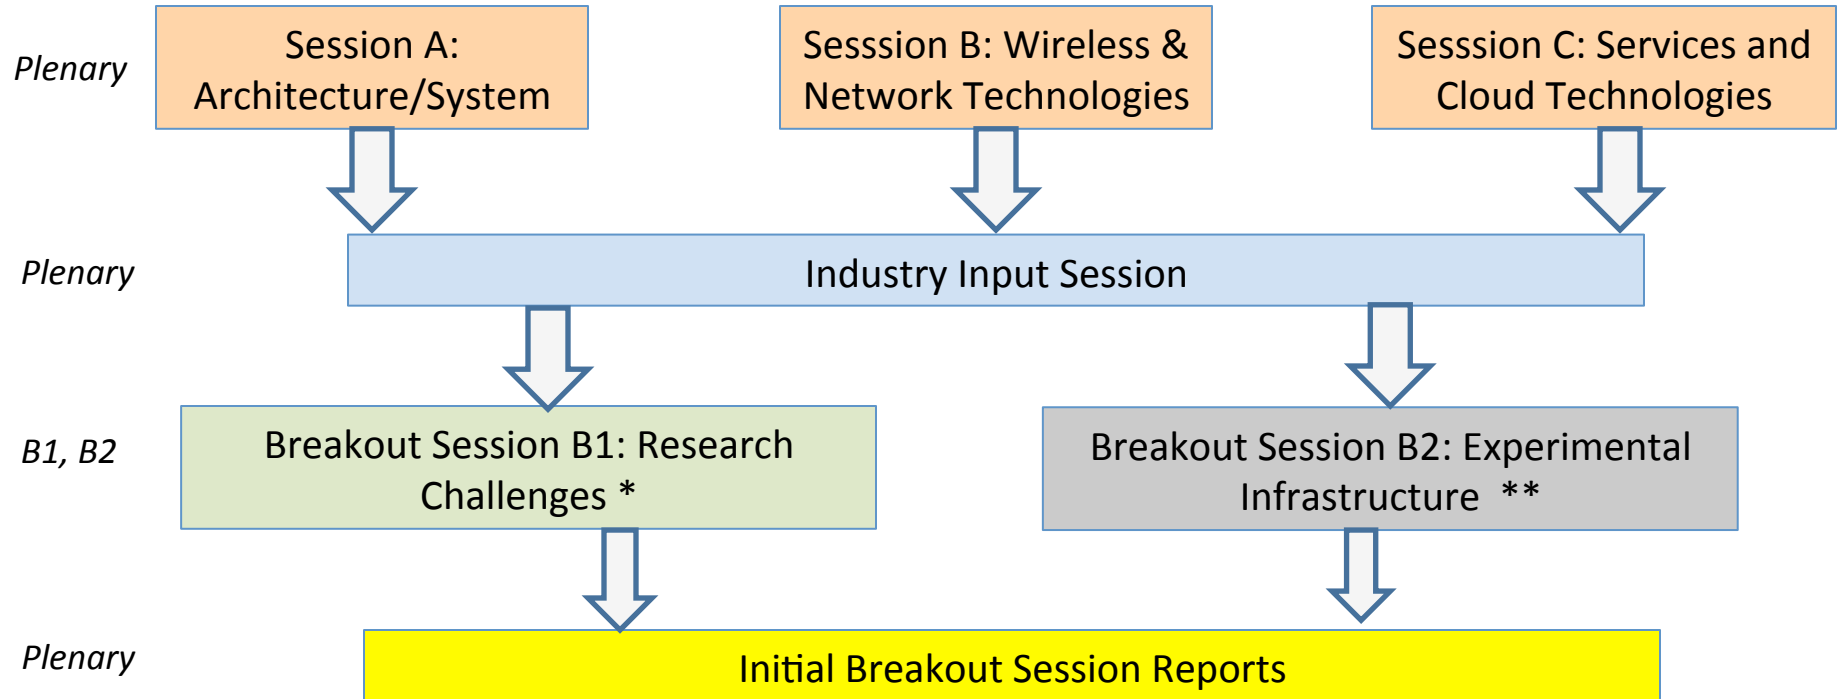 Plenary
Session A:
Architecture/System
Sesssion B: Wireless &
Network Technologies
Sesssion C: Services and
Cloud Technologies
Plenary
Industry Input Session
B1, B2
Breakout Session B1: Research
Challenges *
Breakout Session B2: Experimental
Infrastructure **
Plenary
Initial Breakout Session Reports